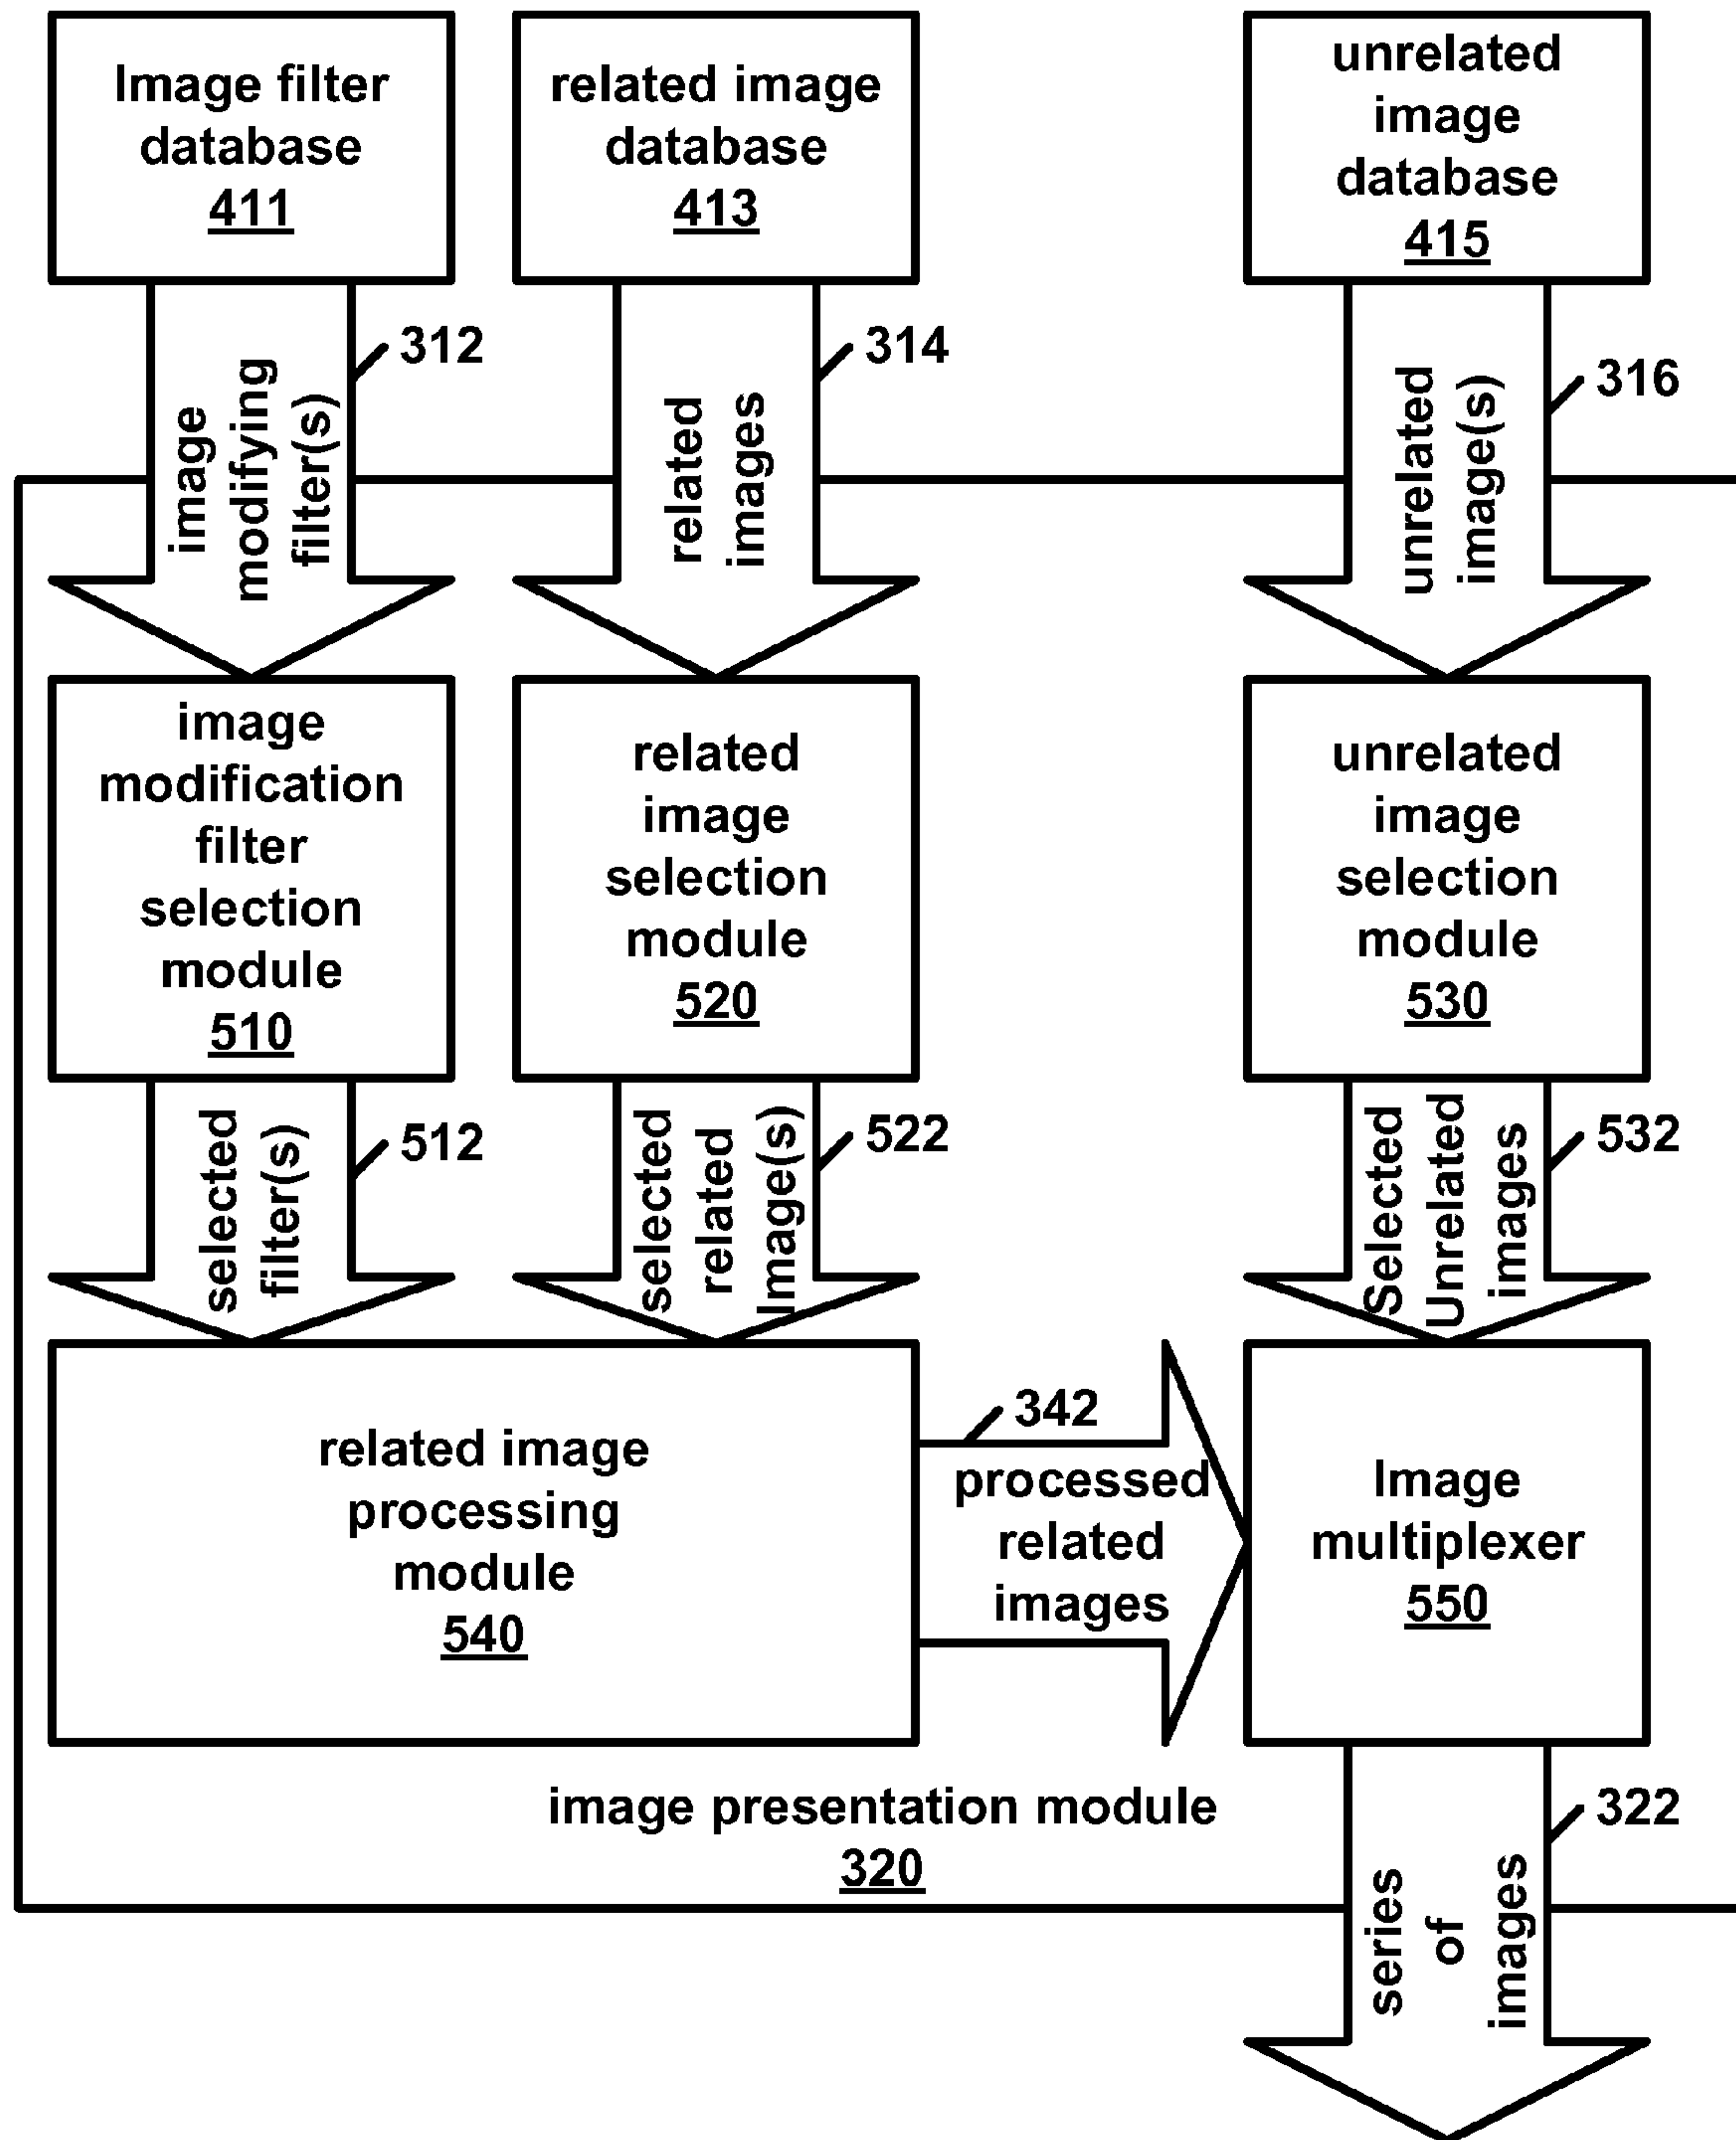 Image filter
database
411
related image
database
413
unrelated
image
database
415
312
image
modifying
filter(s)
314
related
images
316
unrelated
image(s)
image
modification
filter
selection
module
510
related
image
selection
module
520
unrelated
image
selection
module
530
512
selected
filter(s)
522
selected
related
Image(s)
532
Selected
Unrelated
images
related image
processing
module
540
342
processed
related
images
Image
multiplexer
550
image presentation module
320
322
series
of
images